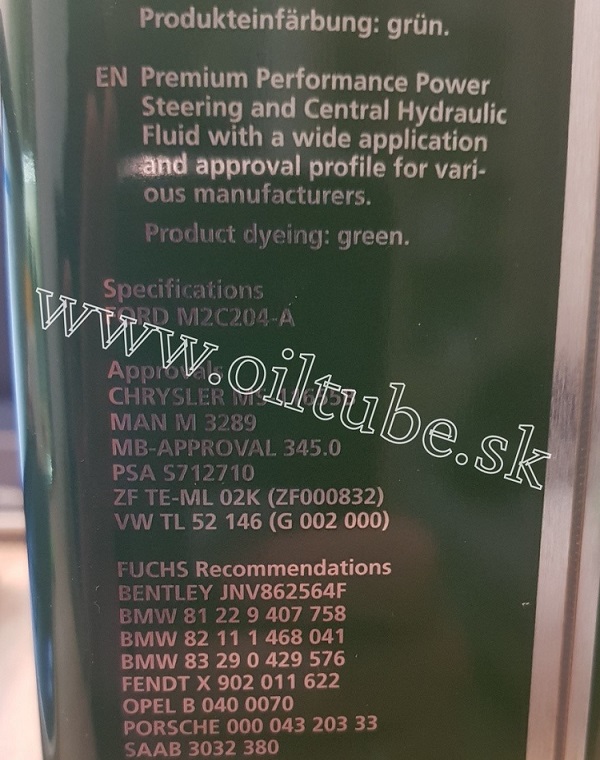 Produkteinfärbung: grün.
EN Premium Performance Power
Steering and Central Hydraulic
Fluid with a wide application
and approval profile for vari-
ous manufacturers.
Product dyeing: green.
Specifications
FORD M2C204-A
Approvals
CHRYSLER MS
MAN M 3289
MB-APPROVAL 345.0
PSA S712710
ZF TE-ML 02K (ZF000832)
VW TL 52 146 (G 002 000)
FUCHS Recommendations
BENTLEY JNV862564F
BMW 81 22 9 407 758
BMW 82 11 1 468 041
BMW 83 29 0 429 576
FENDT X 902 011 622
OPEL B 040 0070
PORSCHE 000 043 203 33
SAAB 3032 380
www.oiltube.sk